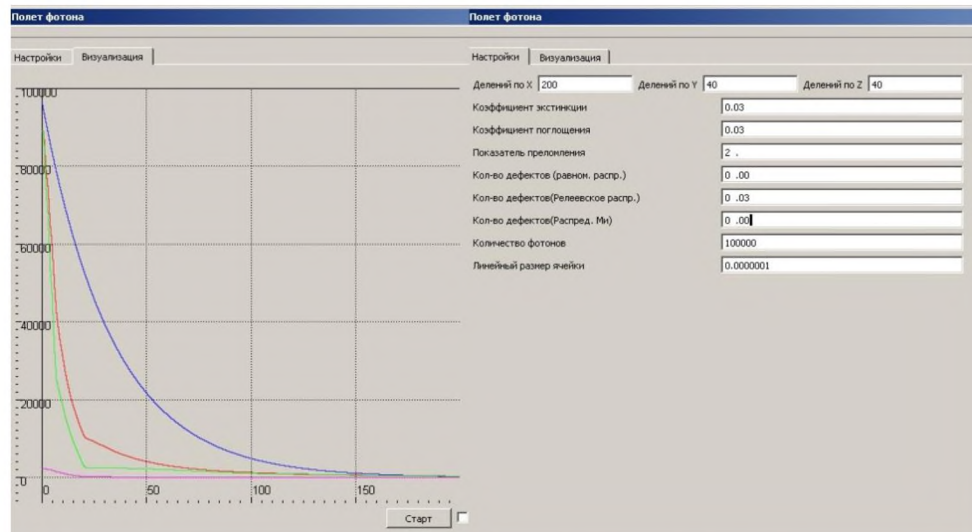 Полет фотона
Настройки Визуализация
100000
80000
60000
40000
20000
0
0 50 100 150
Старт
Полет фотона
Настройки Визуализация
Делений по X 200 Делений по Y 40 Делений по Z 40
Коэффициент экстинкции 0.03
Коэффициент поглощения 0.03
Показатель преломления 2 .
Кол-во дефектов (равном. распр.) 0 .00
Кол-во дефектов(Релеевское распр.) 0 .03
Кол-во дефектов(Распред. Ми) 0 .00
Количество фотонов 100000
Линейный размер ячейки 0.0000001